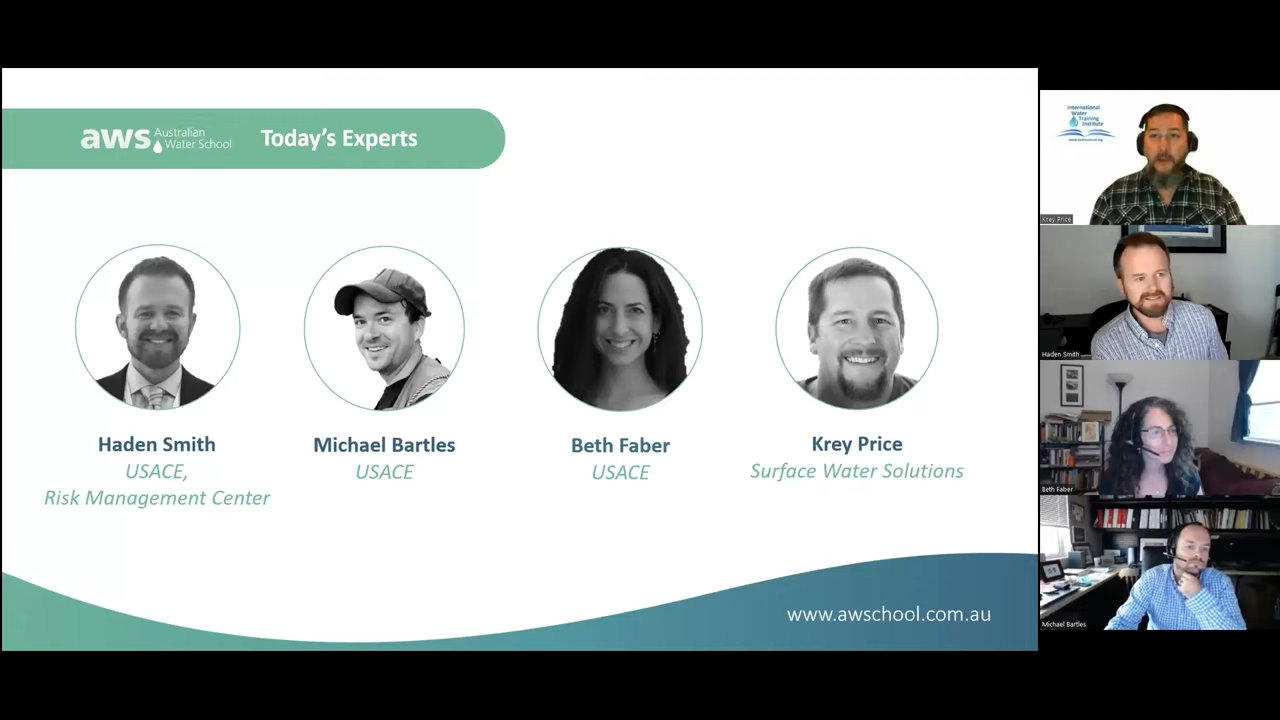 aws Australian
Water School
Today's Experts
Haden Smith
USACE,
Risk Management Center
Michael Bartles
USACE
Beth Faber
USACE
Krey Price
Surface Water Solutions
www.awschool.com.au
International
Water
Training
Institute
Krey Price
Haden Smith
Beth Faber
Michael Bartles